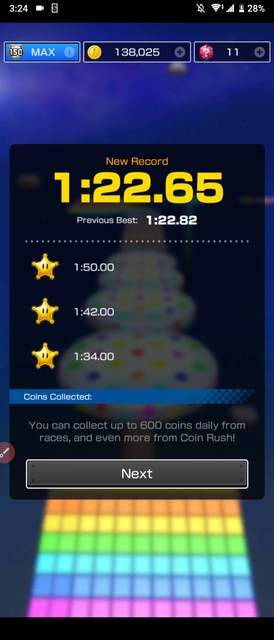 3:24
28%
150
MAX
138,025
11
New Record
1:22.65
Previous Best: 1:22.82
1:50.00
1:42.00
1:34.00
Coins Collected:
You can collect up to 600 coins daily from
races, and even more from Coin Rush!
Next